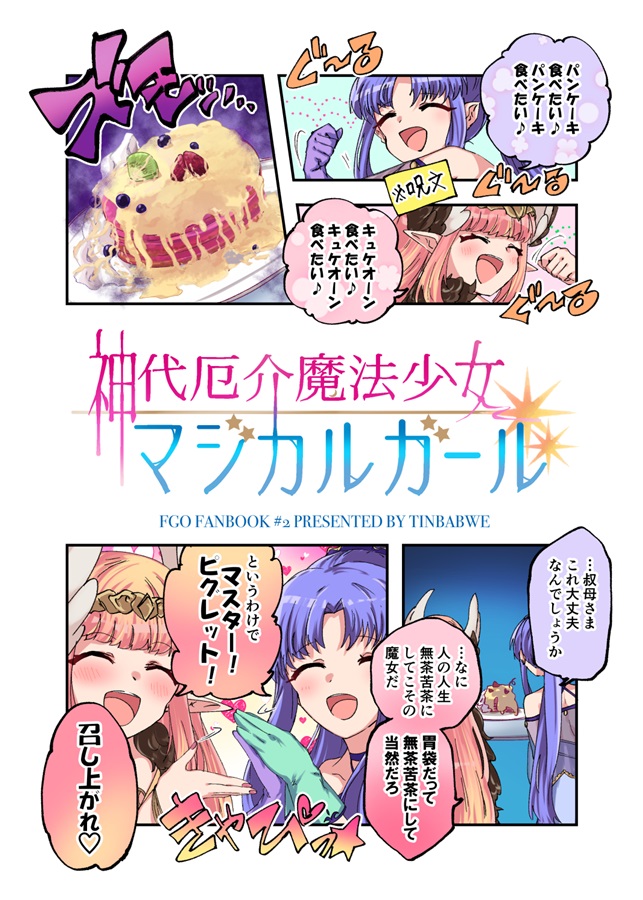 ぐ〜る
パンケーキ
食べたい♪
パンケーキ
食べたい♪
ぐ〜る
※呪文
キュケオーン
食べたい♪
キュケオーン
食べたい♪
ぐ〜る
ズモッ……
神代厄介魔法少女
マジカルガール
FGO FANBOOK #2 PRESENTED BY TINBABWE
…叔母さま
これ大丈夫
なんでしょうか
…なに
人の人生
無茶苦茶に
してこその
魔女だ
胃袋だって
無茶苦茶にして
当然だろ
というわけで
マスター！
ピグレット！
きゃぴっ★
召し上がれ♡